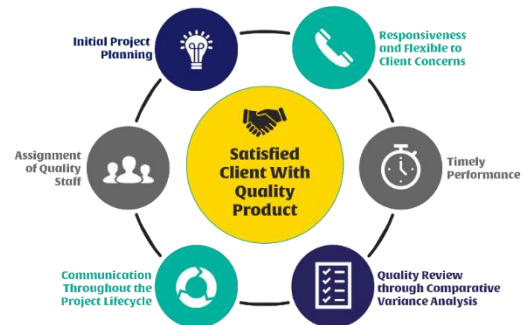 Initial Project
Planning
Responsiveness
and Flexible to
Client Concerns
Assignment
of Quality
Staff
Satisfied
Client With
Quality
Product
Timely
Performance
Communication
Throughout the
Project Lifecycle
Quality Review
through Comparative
Variance Analysis